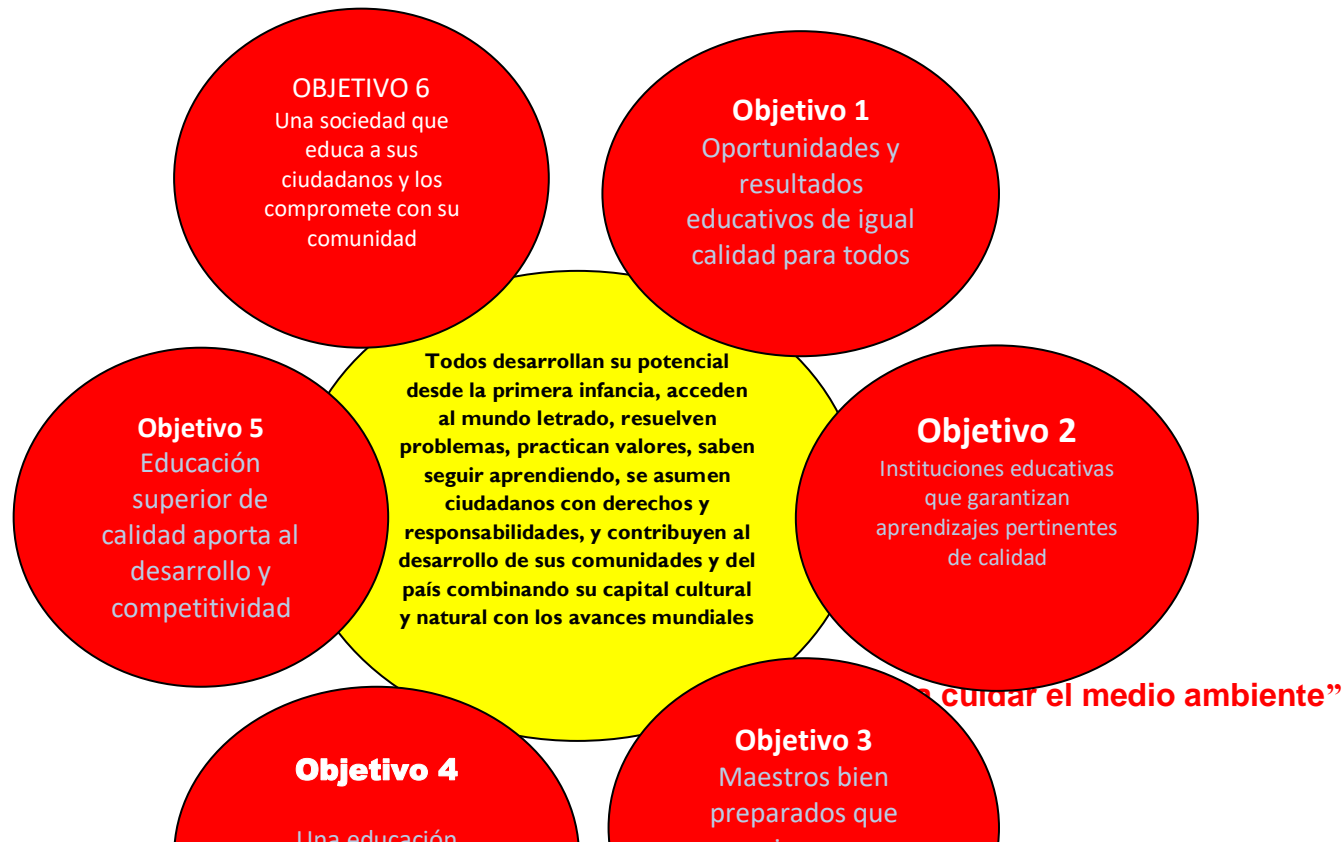 OBJETIVO 6
Una sociedad que
educa a sus
ciudadanos y los
compromete con su
comunidad
Objetivo 1
Oportunidades y
resultados
educativos de igual
calidad para todos
Todos desarrollan su potencial
desde la primera infancia, acceden
al mundo letrado, resuelven
problemas, practican valores, saben
seguir aprendiendo, se asumen
ciudadanos con derechos y
responsabilidades, y contribuyen al
desarrollo de sus comunidades y del
país combinando su capital cultural
y natural con los avances mundiales
Objetivo 5
Educación
superior de
calidad aporta al
desarrollo y
competitividad
Objetivo 2
Instituciones educativas
que garantizan
aprendizajes pertinentes
de calidad
cuidar el medio ambiente”
Objetivo 4
Una educación
Objetivo 3
Maestros bien
preparados que